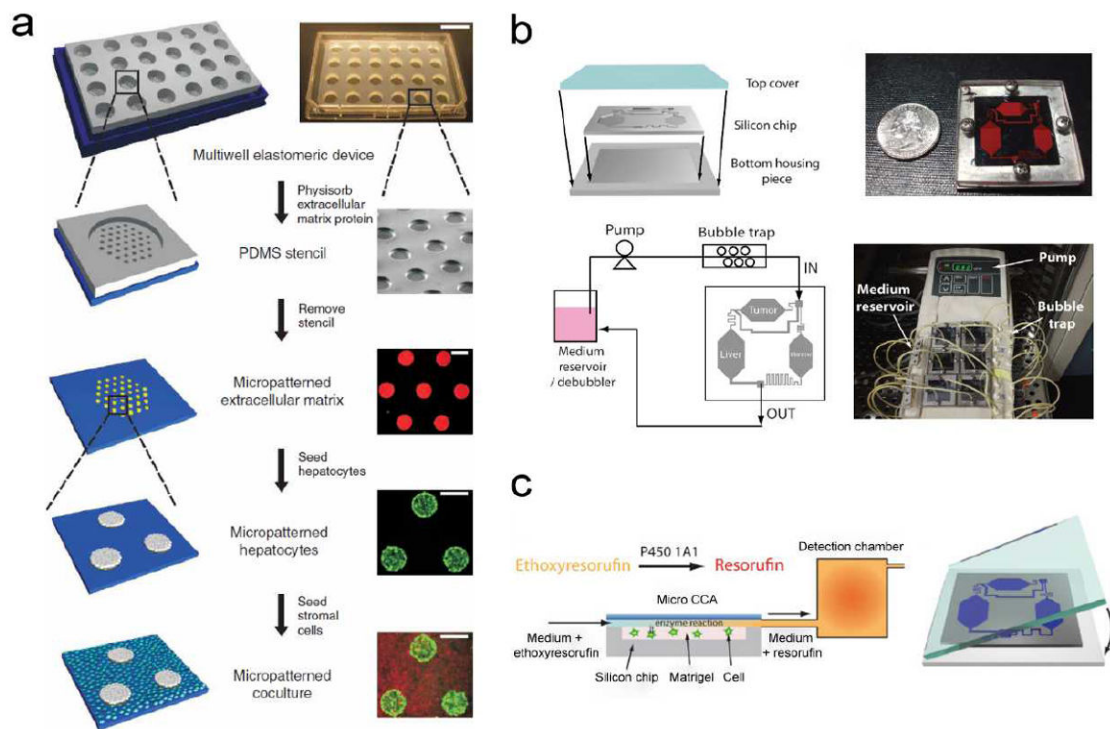 a
Multiwell elastomeric device
Physisorb
extracellular
matrix protein
PDMS stencil
Remove
stencil
Micropatterned
extracellular matrix
Seed
hepatocytes
Micropatterned
hepatocytes
Seed
stromal
cells
Micropatterned
coculture
b
Top cover
Silicon chip
Bottom housing
piece
Pump
Bubble trap
IN
Tumor
Liver
Medium
reservoir
/ debubbler
OUT
Pump
Medium
reservoir
Bubble
trap
c
P450 1A1
Ethoxyresorufin
Resorufin
Detection chamber
Micro CCA
enzyme reaction
Medium +
ethoxyresorufin
Medium
+ resorufin
Silicon chip
Matrigel
Cell